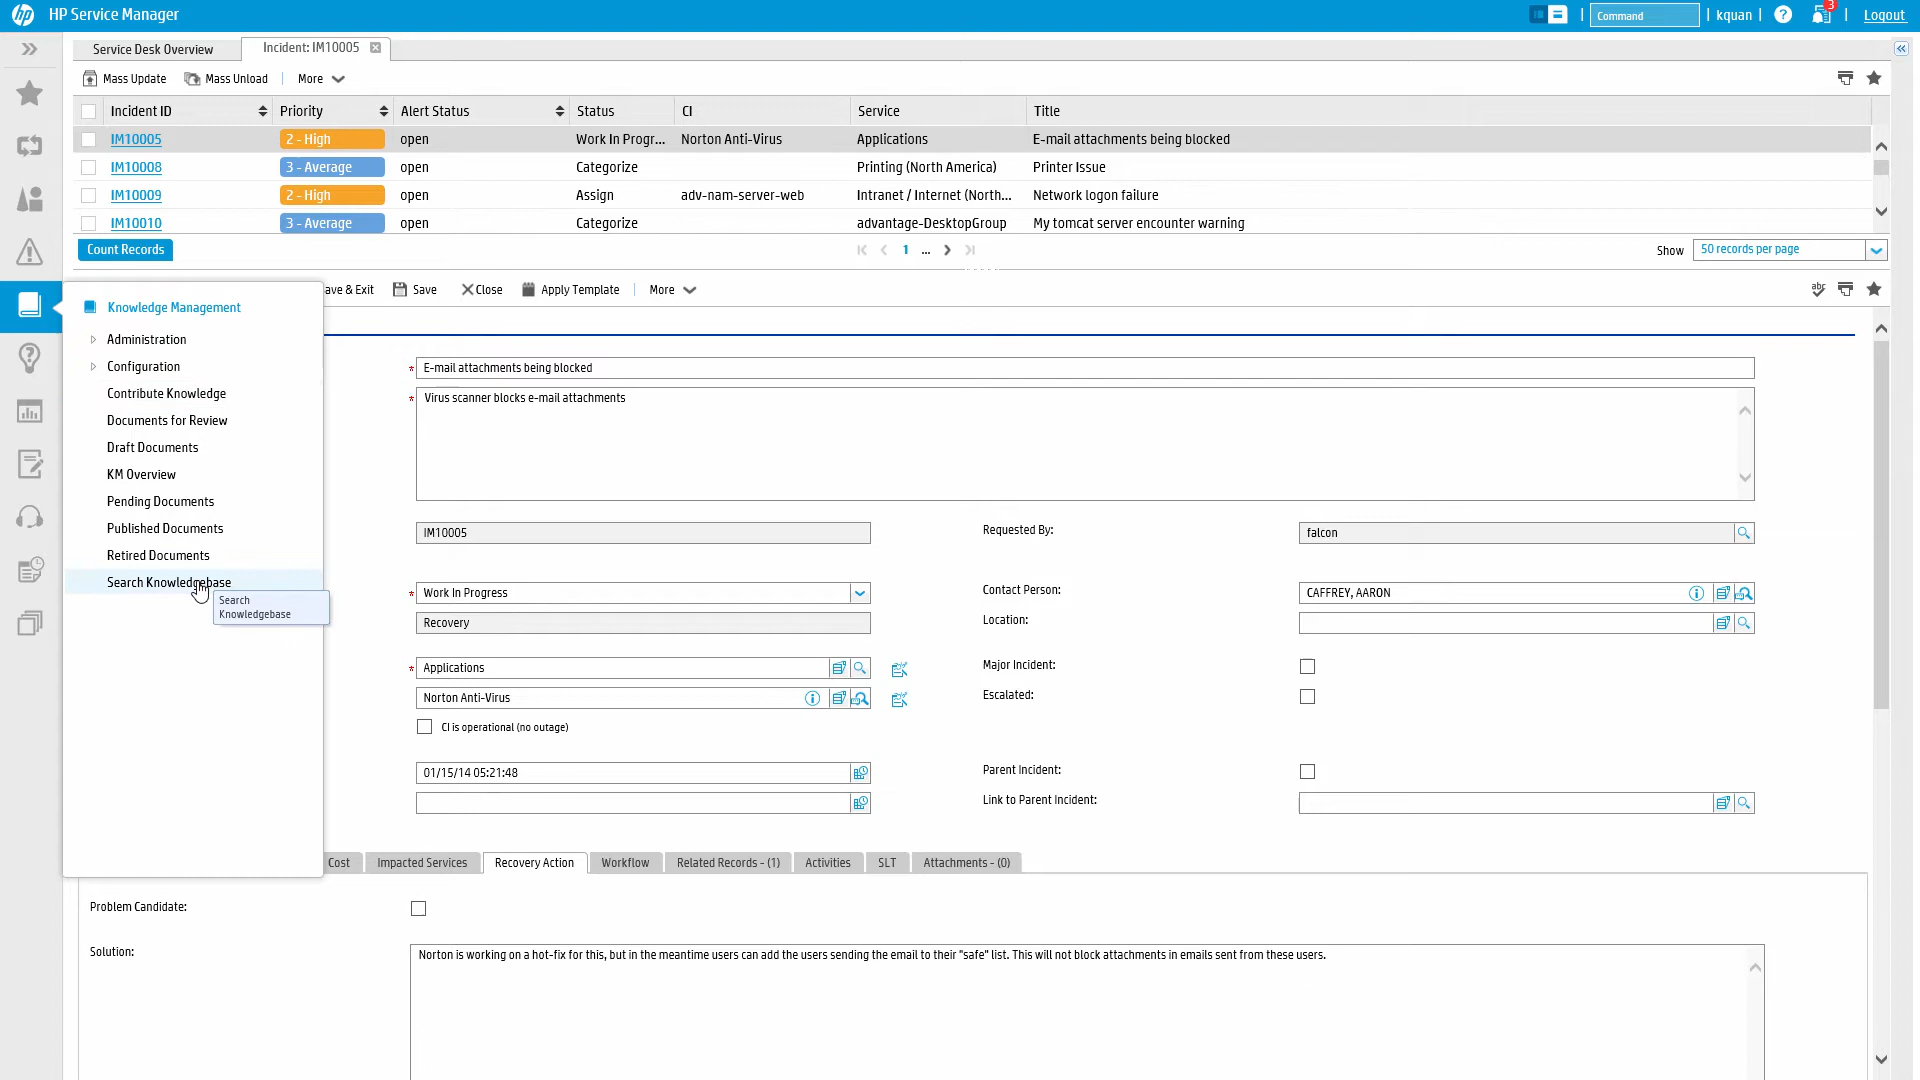 hp HP Service Manager
Command
kquan
?
3
Logout
Service Desk Overview
Incident: IM10005
Mass Update
Mass Unload
More
Incident ID
Priority
Alert Status
Status
CI
Service
Title
IM10005 2 - High open Work In Progr... Norton Anti-Virus Applications E-mail attachments being blocked
IM10008 3 - Average open Categorize Printing (North America) Printer Issue
IM10009 2 - High open Assign adv-nam-server-web Intranet / Internet (North... Network logon failure
IM10010 3 - Average open Categorize advantage-DesktopGroup My tomcat server encounter warning
Count Records
1 ...
Show 50 records per page
Knowledge Management
Administration
Configuration
Contribute Knowledge
Documents for Review
Draft Documents
KM Overview
Pending Documents
Published Documents
Retired Documents
Search Knowledgebase
Search
Knowledgebase
ave & Exit
Save
Close
Apply Template
More
abc
* E-mail attachments being blocked
* Virus scanner blocks e-mail attachments
IM10005
Requested By: falcon
* Work In Progress
Contact Person: CAFFREY, AARON
Recovery
Location:
* Applications
Major Incident:
Norton Anti-Virus
Escalated:
CI is operational (no outage)
01/15/14 05:21:48
Parent Incident:
Link to Parent Incident:
Cost
Impacted Services
Recovery Action
Workflow
Related Records - (1)
Activities
SLT
Attachments - (0)
Problem Candidate:
Solution:
Norton is working on a hot-fix for this, but in the meantime users can add the users sending the email to their "safe" list. This will not block attachments in emails sent from these users.